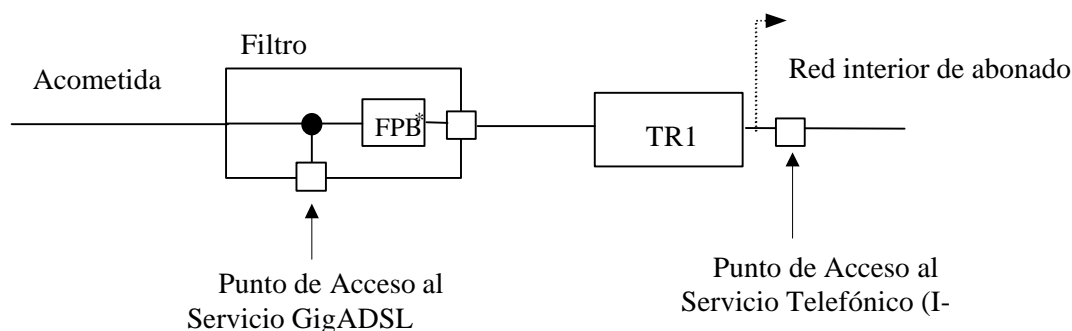 Filtro
Acometida
Red interior de abonado
FPB*
TR1
Punto de Acceso al
Servicio GigADSL
Punto de Acceso al
Servicio Telefónico (I-